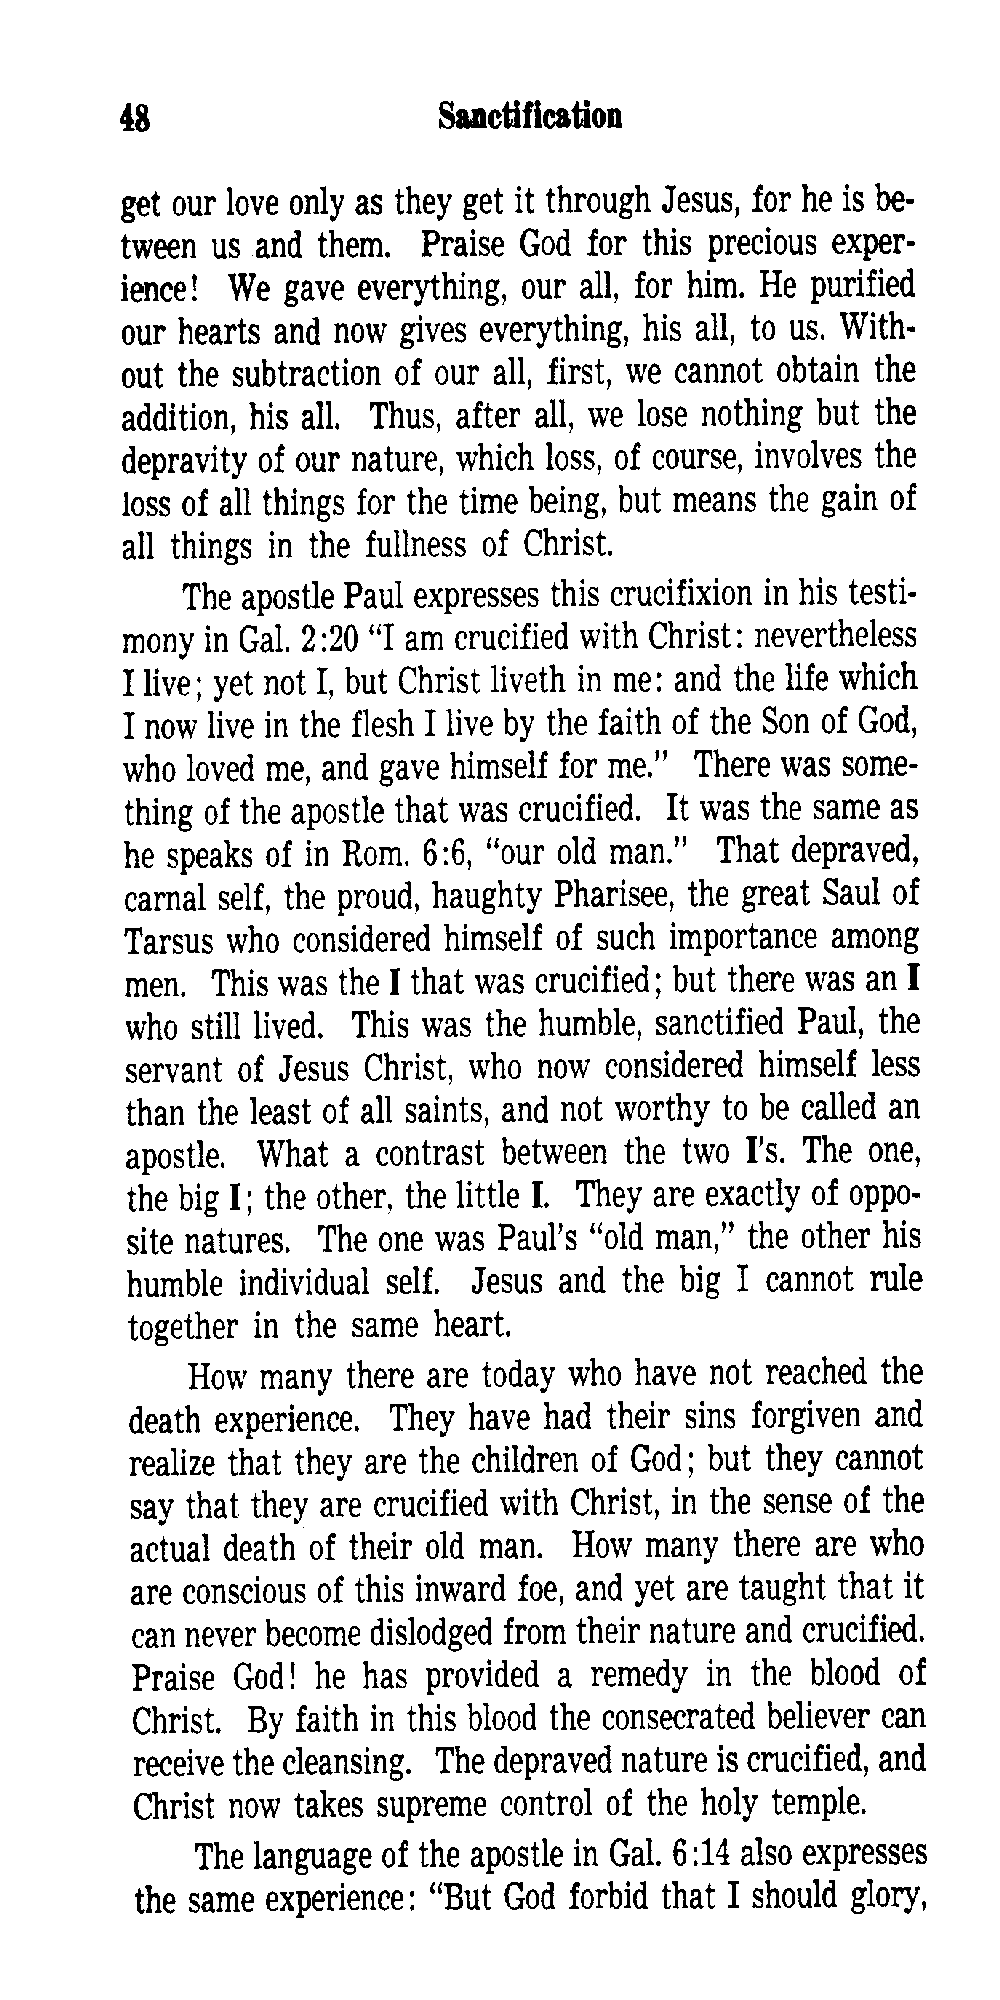 48 Sanctification
get our love only as they get it through Jesus, for he is be-
tween us and them. Praise God for this precious exper-
ience! We gave everything, our all, for him. He purified
our hearts and now gives everything, his all, to us. With-
out the subtraction of our all, first, we cannot obtain the
addition, his all. Thus, after all, we lose nothing but the
depravity of our nature, which loss, of course, involves the
loss of all things for the time being, but means the gain of
all things in the fullness of Christ.
The apostle Paul expresses this crucifixion in his testi-
mony in Gal. 2:20 “I am crucified with Christ: nevertheless
I live; yet not I, but Christ liveth in me: and the life which
I now live in the flesh I live by the faith of the Son of God,
who loved me, and gave himself for me.” There was some-
thing of the apostle that was crucified. It was the same as
he speaks of in Rom. 6:6, “our old man.” That depraved,
carnal self, the proud, haughty Pharisee, the great Saul of
Tarsus who considered himself of such importance among
men. This was the I that was crucified; but there was an I
who still lived. This was the humble, sanctified Paul, the
servant of Jesus Christ, who now considered himself less
than the least of all saints, and not worthy to be called an
apostle. What a contrast between the two I's. The one,
the big I; the other, the little I. They are exactly of oppo-
site natures. The one was Paul's “old man,” the other his
humble individual self. Jesus and the big I cannot rule
together in the same heart.
How many there are today who have not reached the
death experience. They have had their sins forgiven and
realize that they are the children of God; but they cannot
say that they are crucified with Christ, in the sense of the
actual death of their old man. How many there are who
are conscious of this inward foe, and yet are taught that it
can never become dislodged from their nature and crucified.
Praise God! he has provided a remedy in the blood of
Christ. By faith in this blood the consecrated believer can
receive the cleansing. The depraved nature is crucified, and
Christ now takes supreme control of the holy temple.
The language of the apostle in Gal. 6:14 also expresses
the same experience: “But God forbid that I should glory,